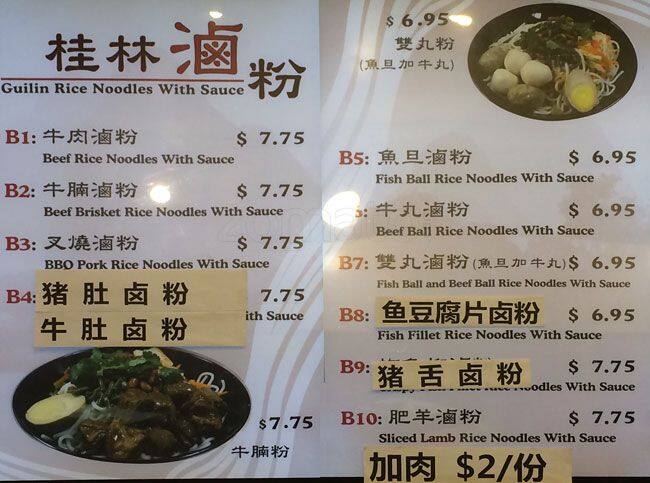 桂林滷粉
Guilin Rice Noodles With Sauce
B1: 牛肉滷粉 $ 7.75
Beef Rice Noodles With Sauce
B2: 牛腩滷粉 $ 7.75
Beef Brisket Rice Noodles With Sauce
B3: 叉燒滷粉 $ 7.75
BBQ Pork Rice Noodles With Sauce
B4: 猪肚卤粉 7.75
牛肚卤粉 ith Sauce
$7.75
牛腩粉
$ 6.95
雙丸粉
(魚旦加牛丸)
B5: 魚旦滷粉 $ 6.95
Fish Ball Rice Noodles With Sauce
牛丸滷粉 $ 6.95
Beef Ball Rice Noodles With Sauce
B7: 雙丸滷粉(魚旦加牛丸) $ 6.95
Fish Ball and Beef Ball Rice Noodles With Sauce
B8 鱼豆腐片卤粉 $ 6.95
Fish Fillet Rice Noodles With Sauce
B9 猪舌卤粉 $ 7.75
Rice Noodles With Sauce
B10: 肥羊滷粉 $ 7.75
Sliced Lamb Rice Noodles With Sauce
加肉 $2/份